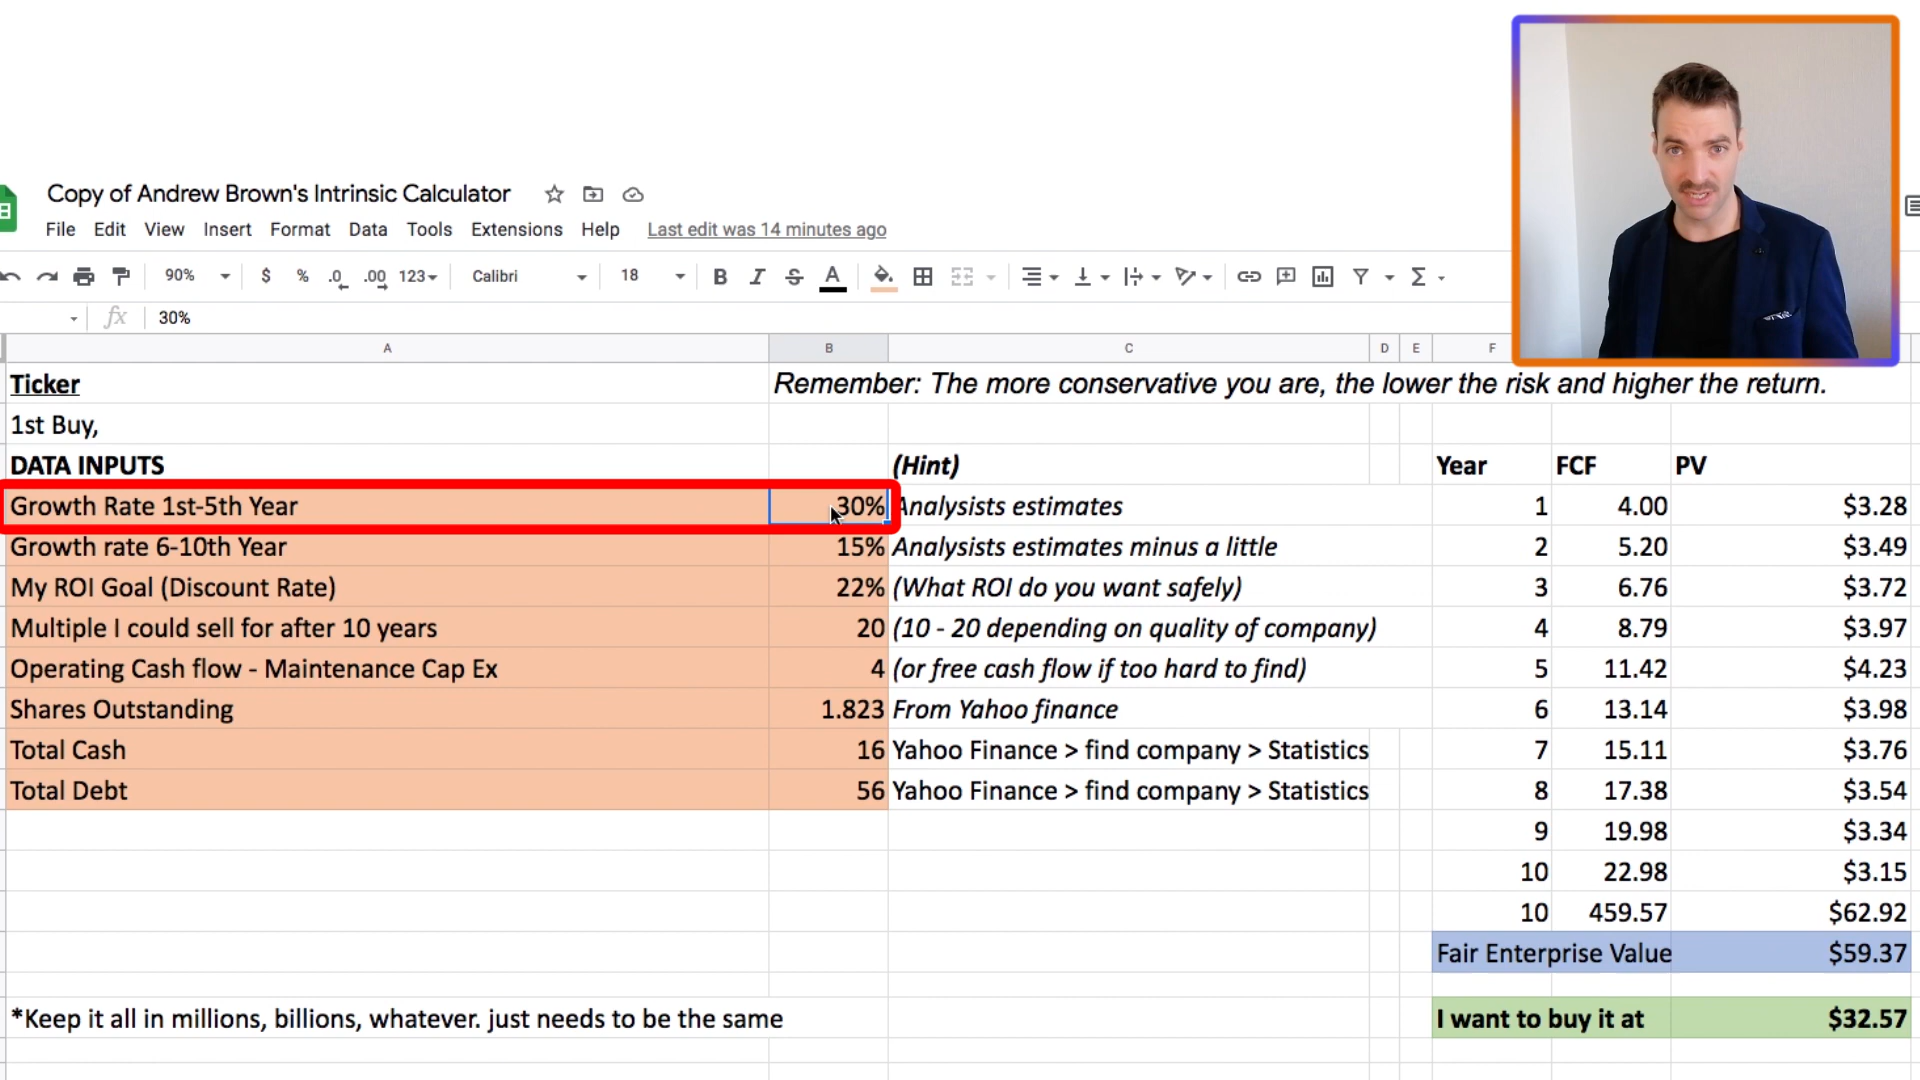 Copy of Andrew Brown's Intrinsic Calculator
File Edit View Insert Format Data Tools Extensions Help Last edit was 14 minutes ago
90% $ % .0 .00 123 Calibri 18 B I S A Σ
fx 30%
A B C D E F
Ticker Remember: The more conservative you are, the lower the risk and higher the return.
1st Buy,
DATA INPUTS (Hint) Year FCF PV
Growth Rate 1st-5th Year 30% Analysists estimates 1 4.00 $3.28
Growth rate 6-10th Year 15% Analysists estimates minus a little 2 5.20 $3.49
My ROI Goal (Discount Rate) 22% (What ROI do you want safely) 3 6.76 $3.72
Multiple I could sell for after 10 years 20 (10 - 20 depending on quality of company) 4 8.79 $3.97
Operating Cash flow - Maintenance Cap Ex 4 (or free cash flow if too hard to find) 5 11.42 $4.23
Shares Outstanding 1.823 From Yahoo finance 6 13.14 $3.98
Total Cash 16 Yahoo Finance > find company > Statistics 7 15.11 $3.76
Total Debt 56 Yahoo Finance > find company > Statistics 8 17.38 $3.54
9 19.98 $3.34
10 22.98 $3.15
10 459.57 $62.92
Fair Enterprise Value $59.37
*Keep it all in millions, billions, whatever. just needs to be the same I want to buy it at $32.57